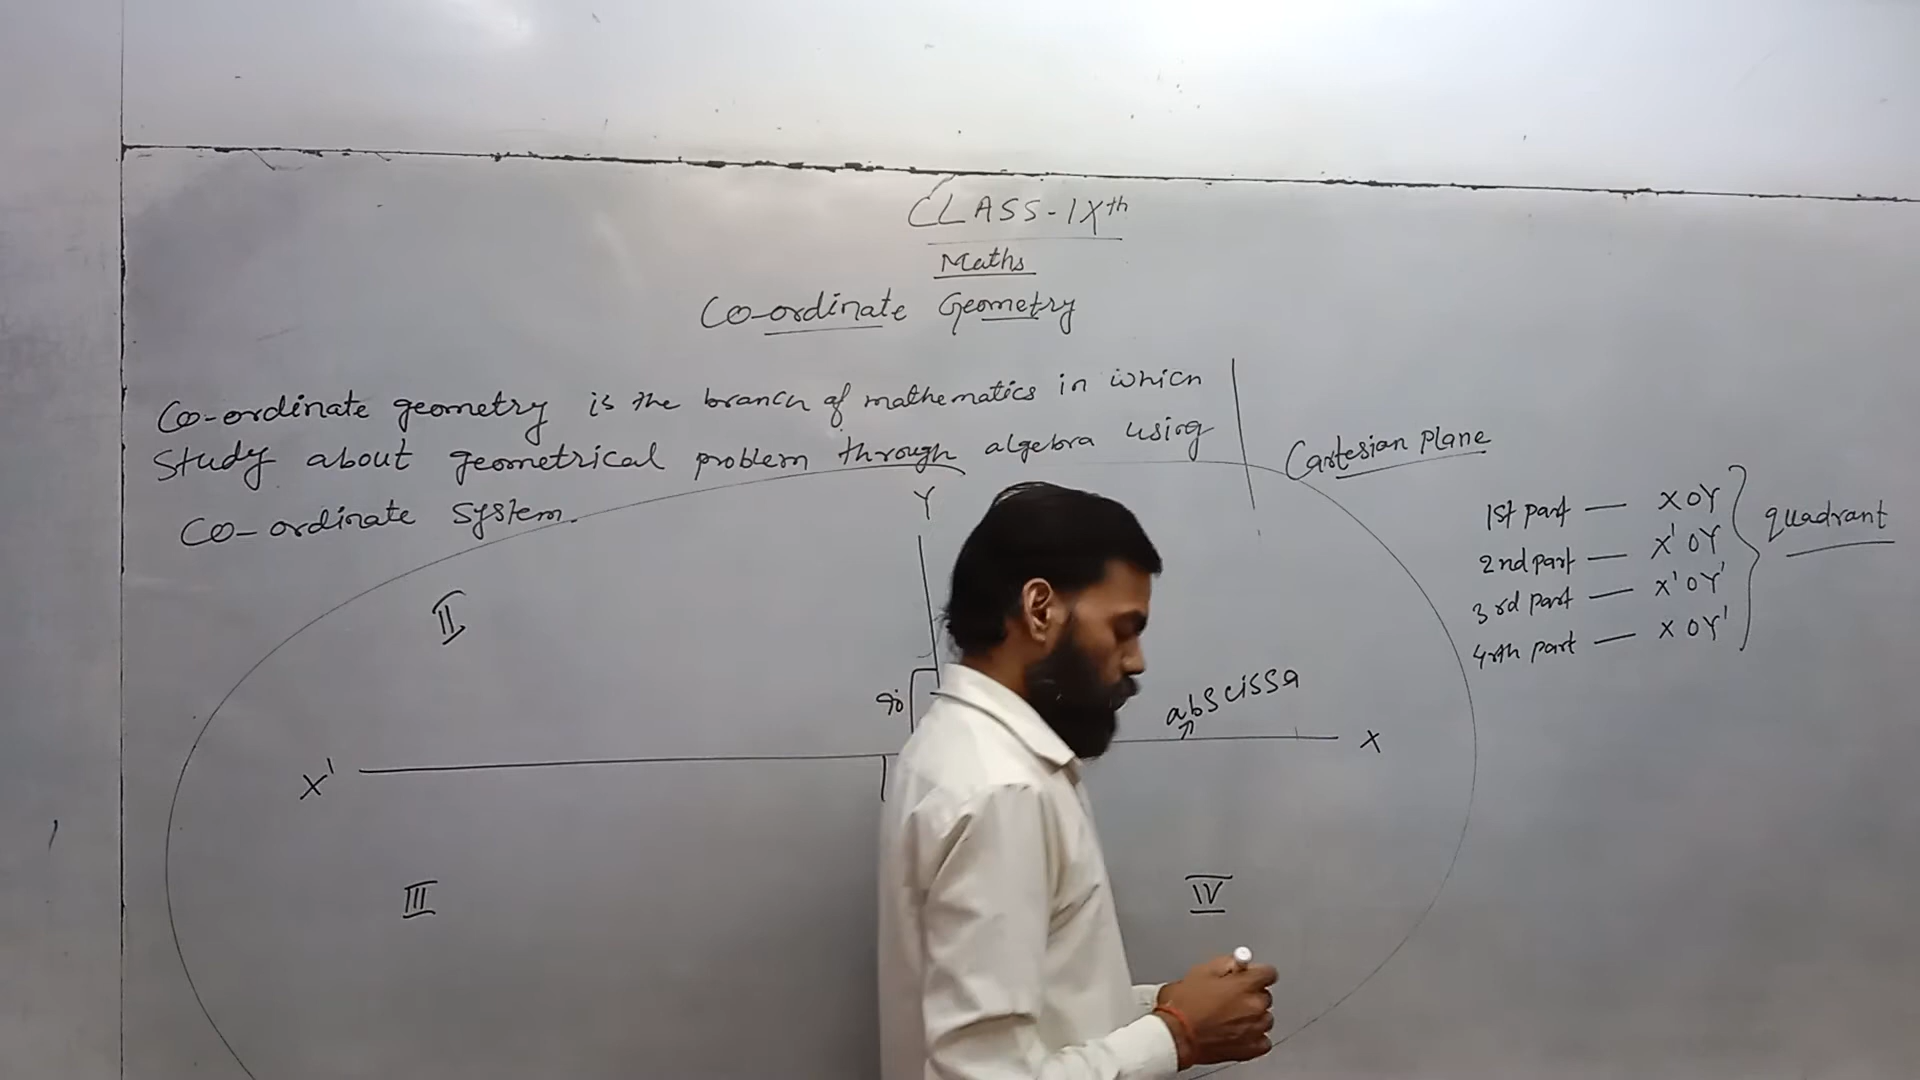 CLASS-IXth
Maths
Co-ordinate Geometry
Co-ordinate geometry is the branch of mathematics in which
study about geometrical problem through algebra using
Co-ordinate system.
Cartesian Plane
1st part — XOY
2nd part — X'OY
3rd part — X'OY'
4rth part — XOY'
quadrant
Y
II
90°
abscissa
X'
X
III
IV